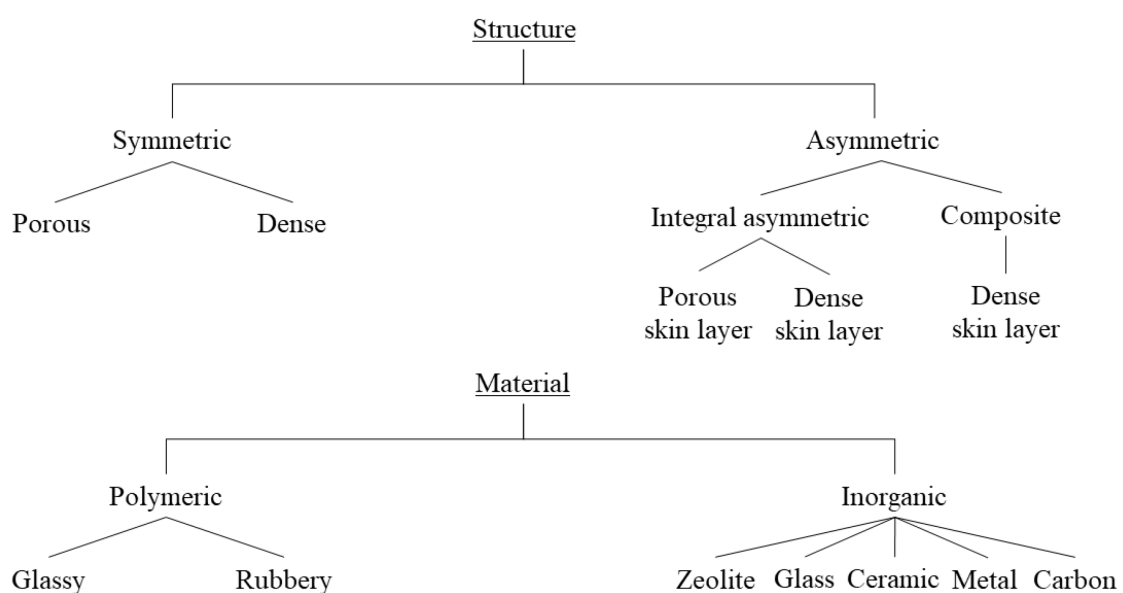 Structure
Symmetric
Asymmetric
Porous
Dense
Integral asymmetric
Composite
Porous
skin layer
Dense
skin layer
Dense
skin layer
Material
Polymeric
Inorganic
Glassy
Rubbery
Zeolite
Glass
Ceramic
Metal
Carbon